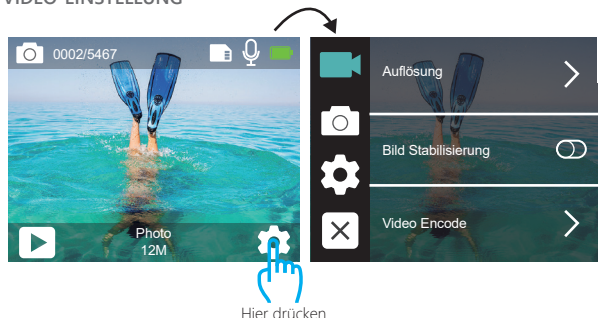 VIDEO-EINSTELLUNG
0002/5467
Photo
12M
Hier drücken
Auflösung
Bild Stabilisierung
Video Encode